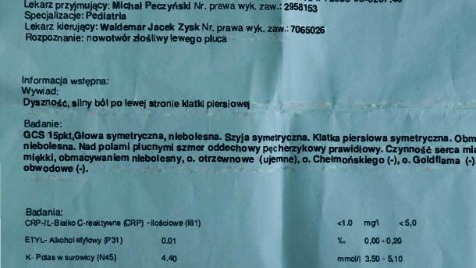 Lekarz przyjmujący: Michał Peczyński Nr. prawa wyk. zaw.: 2958153
Specjalizacje: Pediatria
Lekarz kierujący: Waldemar Jacek Zysk Nr. prawa wyk. zaw.: 7065026
Rozpoznanie: nowotwór złośliwy lewego płuca
Informacja wstępna:
Wywiad:
Dyszność, silny ból po lewej stronie klatki piersiowej
Badanie:
GCS 15pkt,Głowa symetryczna, niebolesna. Szyja symetryczna. Klatka piersiowa symetryczna. Obm
niebolesna. Nad polami płucnymi szmer oddechowy pęcherzykowy prawidłowy. Czynność serca mia
miękki, obmacywaniem niebolesny, o. otrzewnowe (ujemne), o. Chełmońskiego (-), o. Goldflama (-)
obwodowe (-).
Badania:
CRP-/L-Białko C-reaktywne (CRP) - ilościowe (I81) <1.0 mg/l <5,0
ETYL- Alkohol etylowy (P31) 0.01 ‰ 0,00 - 0,20
K- Potas w surowicy (N45) 4.40 mmol/l 3,50 - 5,10